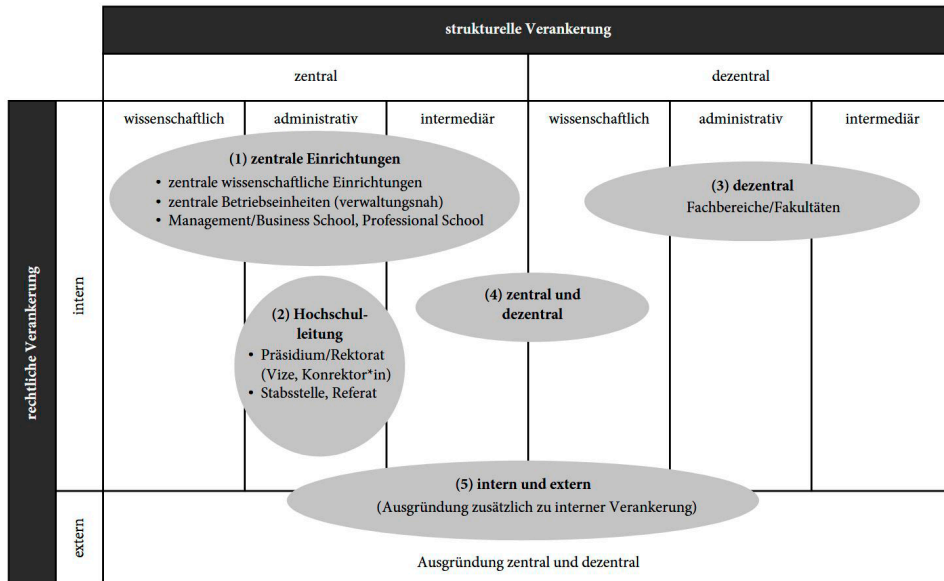 strukturelle Verankerung
zentral
dezentral
wissenschaftlich
administrativ
intermediär
wissenschaftlich
administrativ
intermediär
rechtliche Verankerung
intern
(1) zentrale Einrichtungen
• zentrale wissenschaftliche Einrichtungen
• zentrale Betriebseinheiten (verwaltungsnah)
• Management/Business School, Professional School
(3) dezentral
Fachbereiche/Fakultäten
(2) Hochschul-
leitung
• Präsidium/Rektorat
(Vize, Konrektor*in)
• Stabsstelle, Referat
(4) zentral und
dezentral
(5) intern und extern
(Ausgründung zusätzlich zu interner Verankerung)
extern
Ausgründung zentral und dezentral